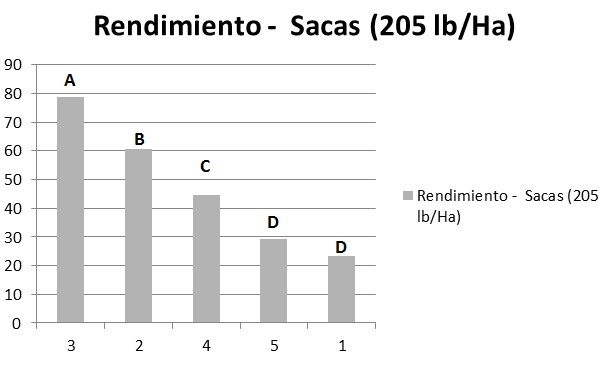 Rendimiento -  Sacas (205 lb/Ha)
90
80
70
60
50
40
30
20
10
0
A
B
C
D
D
3
2
4
5
1
Rendimiento -  Sacas (205
lb/Ha)